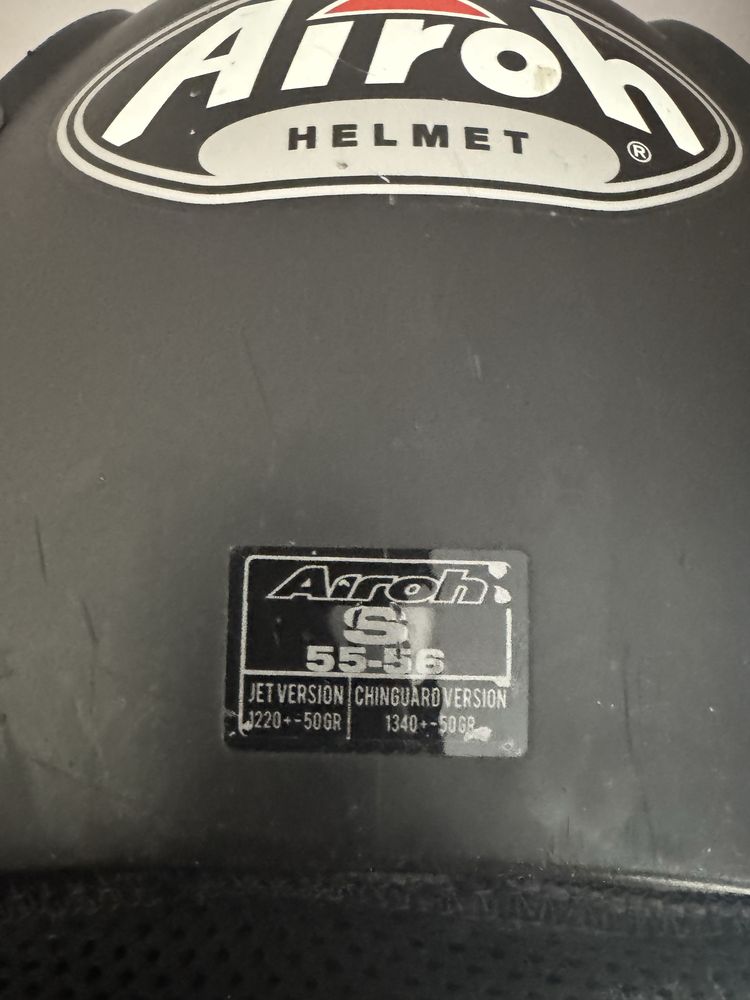 Airoh
HELMET
®
Airoh
S
55-56
JET VERSION
CHINGUARD VERSION
1220+-50GR
1340+-50GR